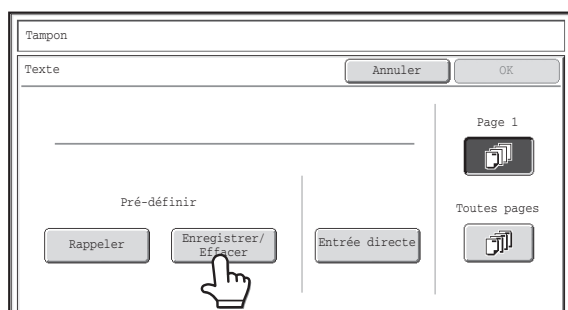 Tampon
Texte
Annuler
OK
Page 1
Pré-définir
Toutes pages
Rappeler
Enregistrer/
Effacer
Entrée directe